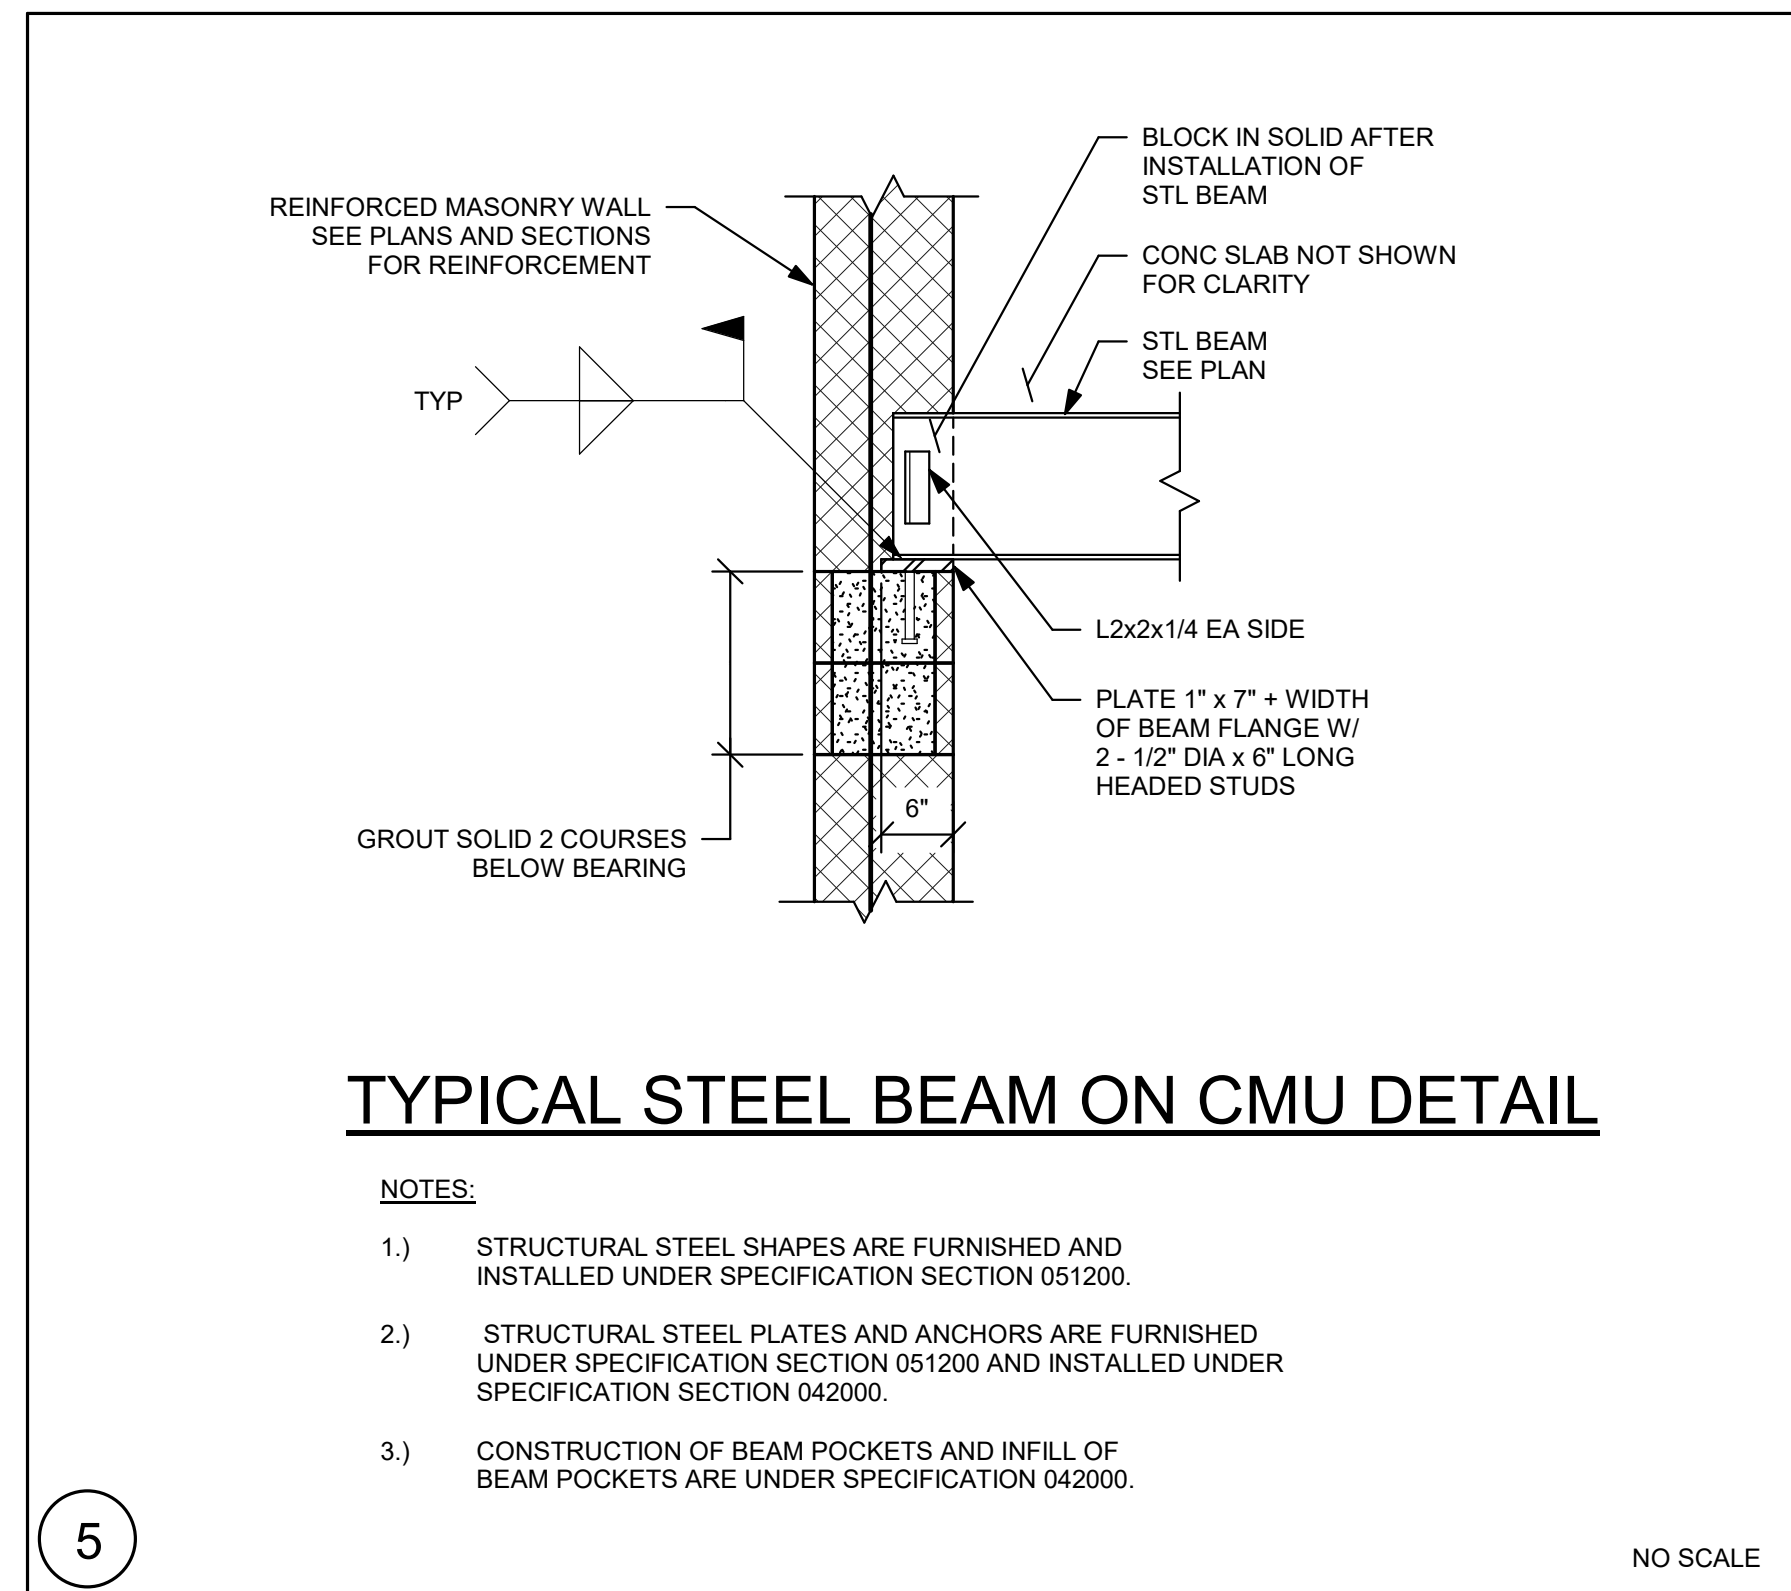 BLOCK IN SOLID AFTER
INSTALLATION OF
STL BEAM
REINFORCED MASONRY WALL
SEE PLANS AND SECTIONS
FOR REINFORCEMENT
CONC SLAB NOT SHOWN
FOR CLARITY
STL BEAM
SEE PLAN
TYP
L2x2x1/4 EA SIDE
PLATE 1" x 7" + WIDTH
OF BEAM FLANGE W/
2 - 1/2" DIA x 6" LONG
HEADED STUDS
6"
GROUT SOLID 2 COURSES
BELOW BEARING
TYPICAL STEEL BEAM ON CMU DETAIL
NOTES:
1.) STRUCTURAL STEEL SHAPES ARE FURNISHED AND
INSTALLED UNDER SPECIFICATION SECTION 051200.
2.) STRUCTURAL STEEL PLATES AND ANCHORS ARE FURNISHED
UNDER SPECIFICATION SECTION 051200 AND INSTALLED UNDER
SPECIFICATION SECTION 042000.
3.) CONSTRUCTION OF BEAM POCKETS AND INFILL OF
BEAM POCKETS ARE UNDER SPECIFICATION 042000.
5
NO SCALE